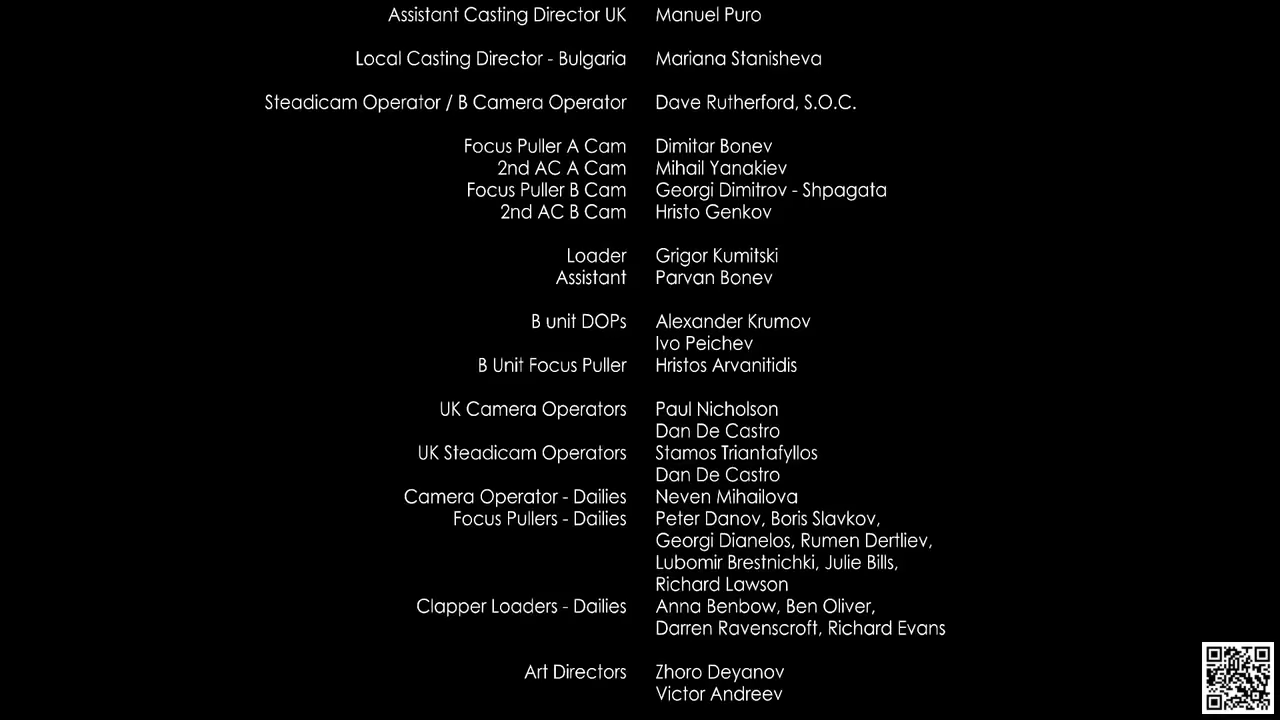 Assistant Casting Director UK Manuel Puro
Local Casting Director - Bulgaria Mariana Stanisheva
Steadicam Operator / B Camera Operator Dave Rutherford, S.O.C.
Focus Puller A Cam Dimitar Bonev
2nd AC A Cam Mihail Yanakiev
Focus Puller B Cam Georgi Dimitrov - Shpagata
2nd AC B Cam Hristo Genkov
Loader Grigor Kumitski
Assistant Parvan Bonev
B unit DOPs Alexander Krumov
Ivo Peichev
B Unit Focus Puller Hristos Arvanitidis
UK Camera Operators Paul Nicholson
Dan De Castro
UK Steadicam Operators Stamos Triantafyllos
Dan De Castro
Camera Operator - Dailies Neven Mihailova
Focus Pullers - Dailies Peter Danov, Boris Slavkov,
Georgi Dianelos, Rumen Dertliev,
Lubomir Brestnichki, Julie Bills,
Richard Lawson
Clapper Loaders - Dailies Anna Benbow, Ben Oliver,
Darren Ravenscroft, Richard Evans
Art Directors Zhoro Deyanov
Victor Andreev